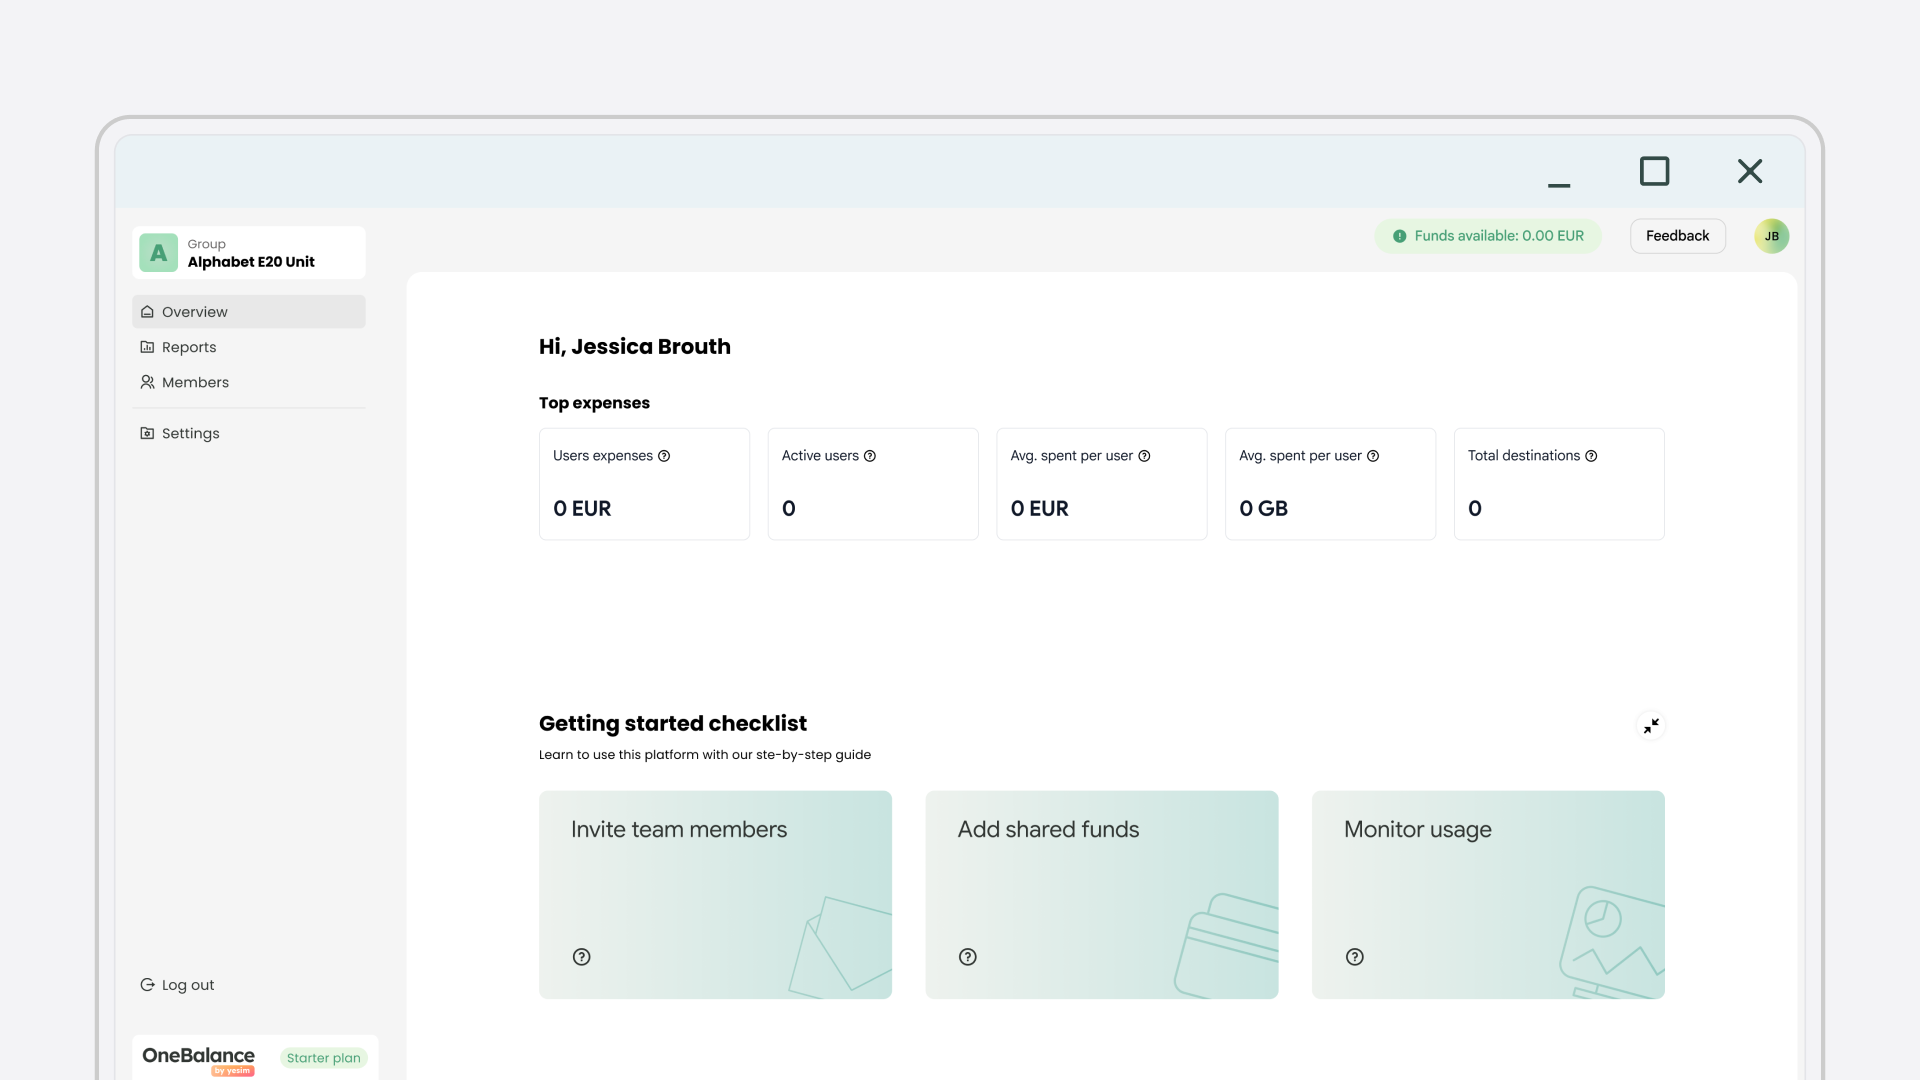 Funds available: 0.00 EUR
Feedback
JB
A
Group
Alphabet E20 Unit
Overview
Reports
Members
Settings
Log out
OneBalance
by yesim
Starter plan
Hi, Jessica Brouth
Top expenses
Users expenses
0 EUR
Active users
0
Avg. spent per user
0 EUR
Avg. spent per user
0 GB
Total destinations
0
Getting started checklist
Learn to use this platform with our ste-by-step guide
Invite team members
Add shared funds
Monitor usage